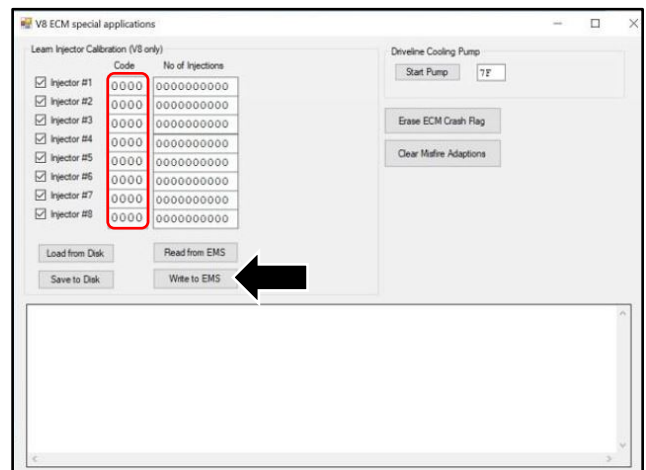 V8 ECM special applications
Learn Injector Calibration (V8 only)
Code No of Injections
Injector #1 0000 0000000000
Injector #2 0000 0000000000
Injector #3 0000 0000000000
Injector #4 0000 0000000000
Injector #5 0000 0000000000
Injector #6 0000 0000000000
Injector #7 0000 0000000000
Injector #8 0000 0000000000
Load from Disk Read from EMS
Save to Disk Write to EMS
Driveline Cooling Pump
Start Pump 7F
Erase ECM Crash Flag
Clear Misfire Adaptions